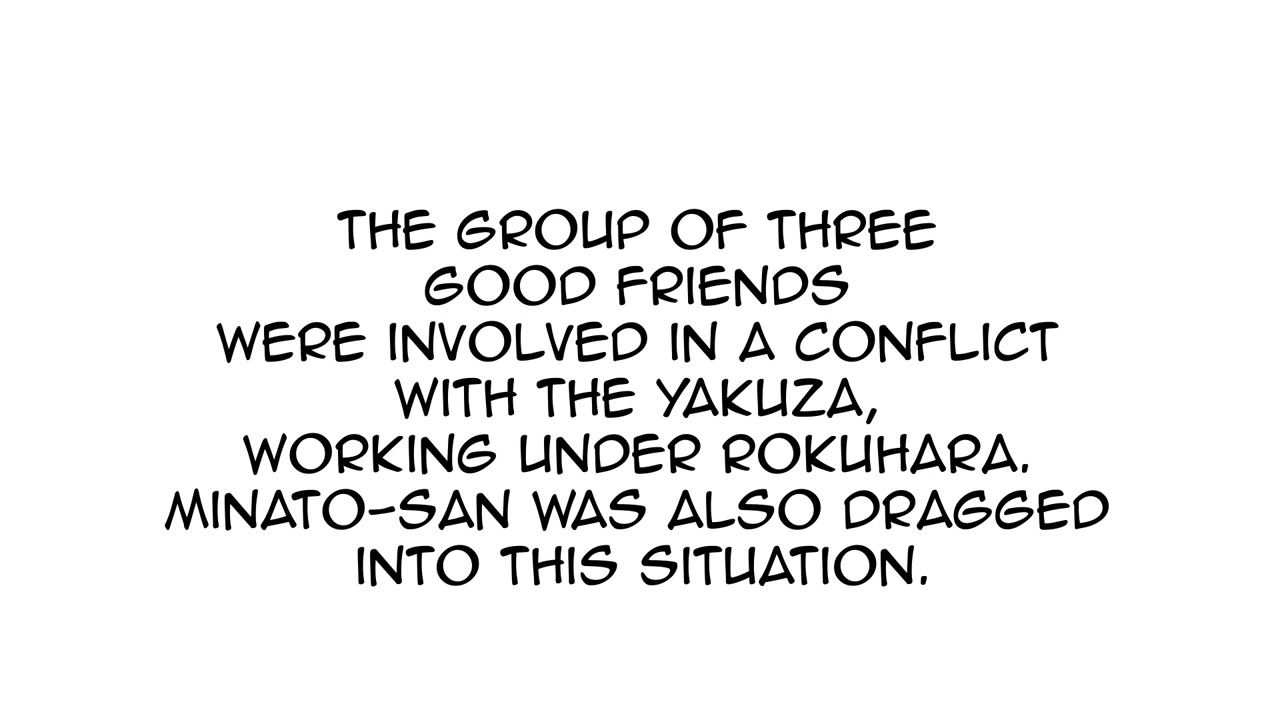 THE GROUP OF THREE
GOOD FRIENDS
WERE INVOLVED IN A CONFLICT
WITH THE YAKUZA,
WORKING UNDER ROKUHARA.
MINATO-SAN WAS ALSO DRAGGED
INTO THIS SITUATION.